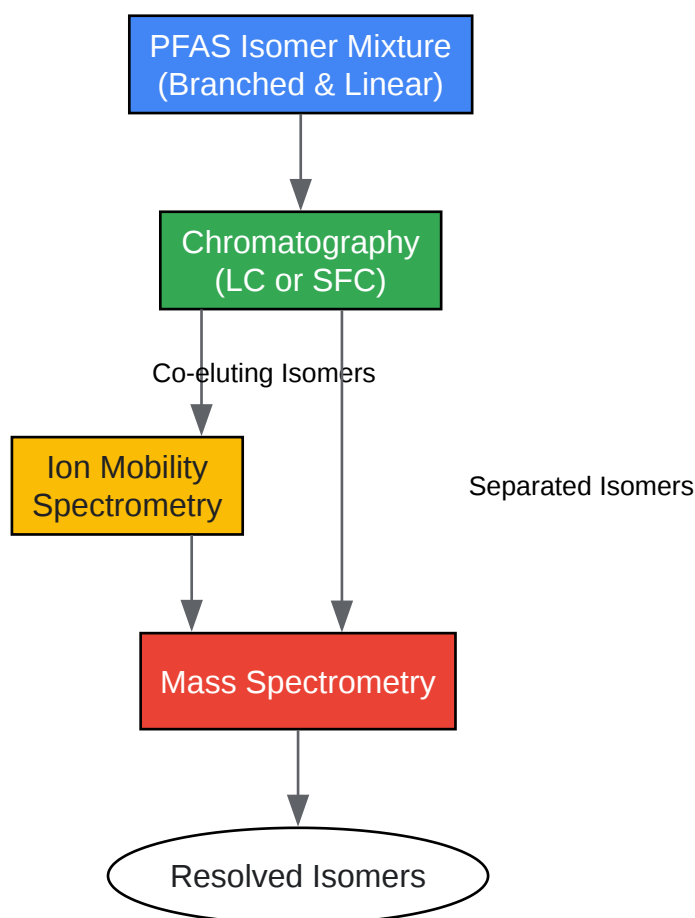 PFAS Isomer Mixture
(Branched & Linear)
Chromatography
(LC or SFC)
Co-eluting Isomers
Ion Mobility
Spectrometry
Separated Isomers
Mass Spectrometry
Resolved Isomers